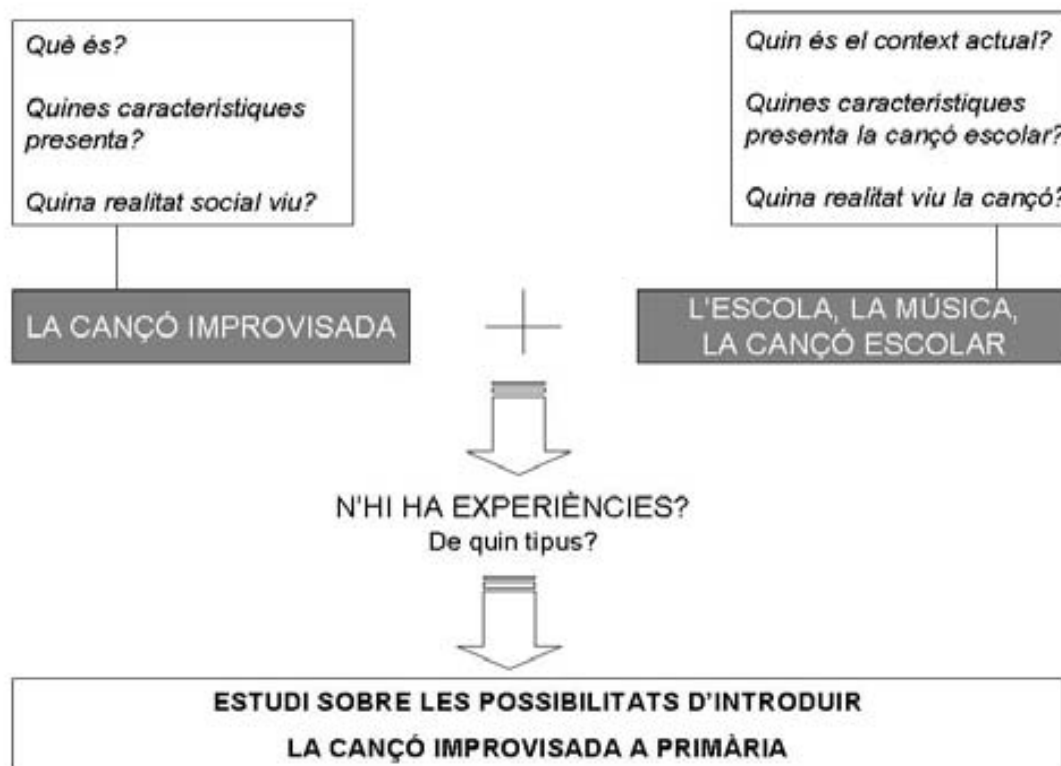 Què és?
Quines característiques
presenta?
Quina realitat social viu?
Quin és el context actual?
Quines característiques
presenta la cançó escolar?
Quina realitat viu la cançó?
LA CANÇÓ IMPROVISADA
L'ESCOLA, LA MÚSICA,
LA CANÇÓ ESCOLAR
N'HI HA EXPERIÈNCIES?
De quin tipus?
ESTUDI SOBRE LES POSSIBILITATS D'INTRODUIR
LA CANÇÓ IMPROVISADA A PRIMÀRIA